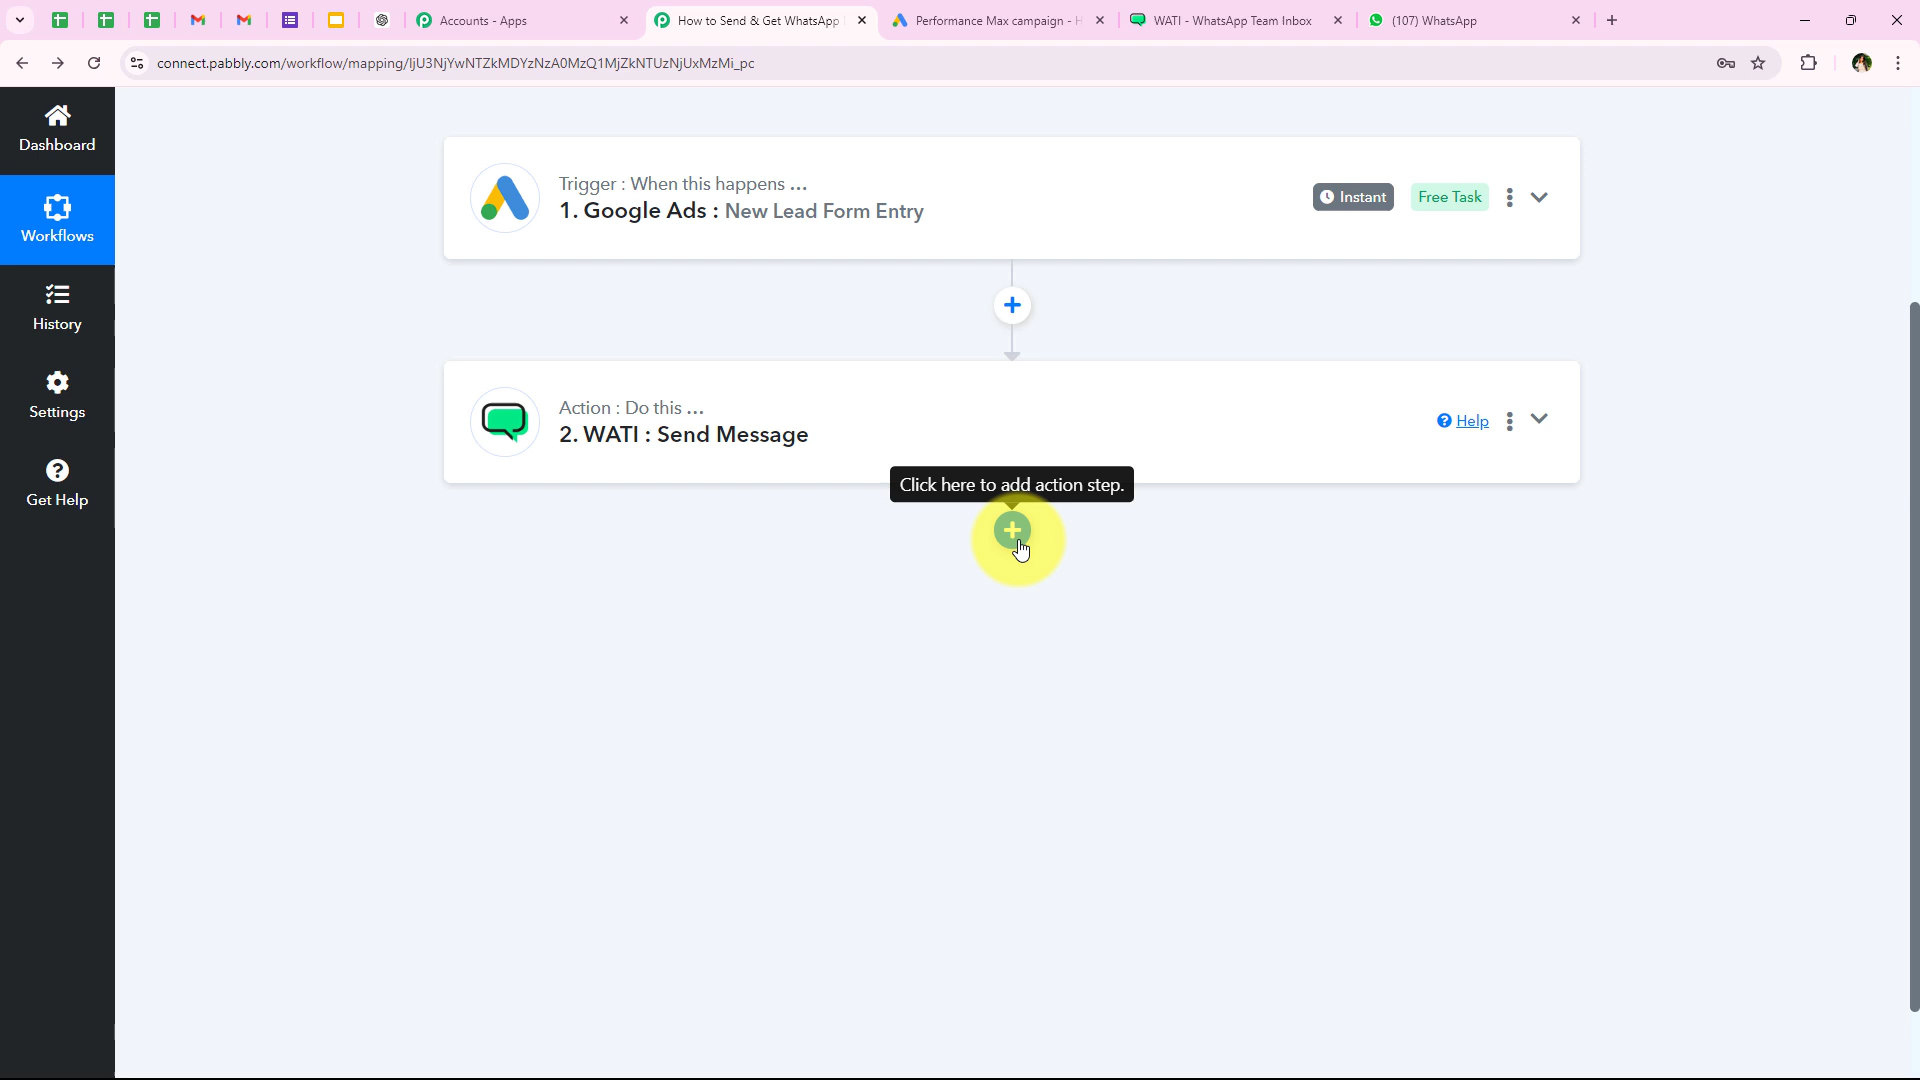 Accounts - Apps
How to Send & Get WhatsApp
Performance Max campaign - H
WATI - WhatsApp Team Inbox
(107) WhatsApp
connect.pabbly.com/workflow/mapping/IjU3NjYwNTZkMDYzNzA0MzQ1MjZkNTUzNjUxMzMi_pc
Dashboard
Workflows
History
Settings
Get Help
Trigger : When this happens ...
1. Google Ads : New Lead Form Entry
Instant
Free Task
Action : Do this ...
2. WATI : Send Message
Help
Click here to add action step.